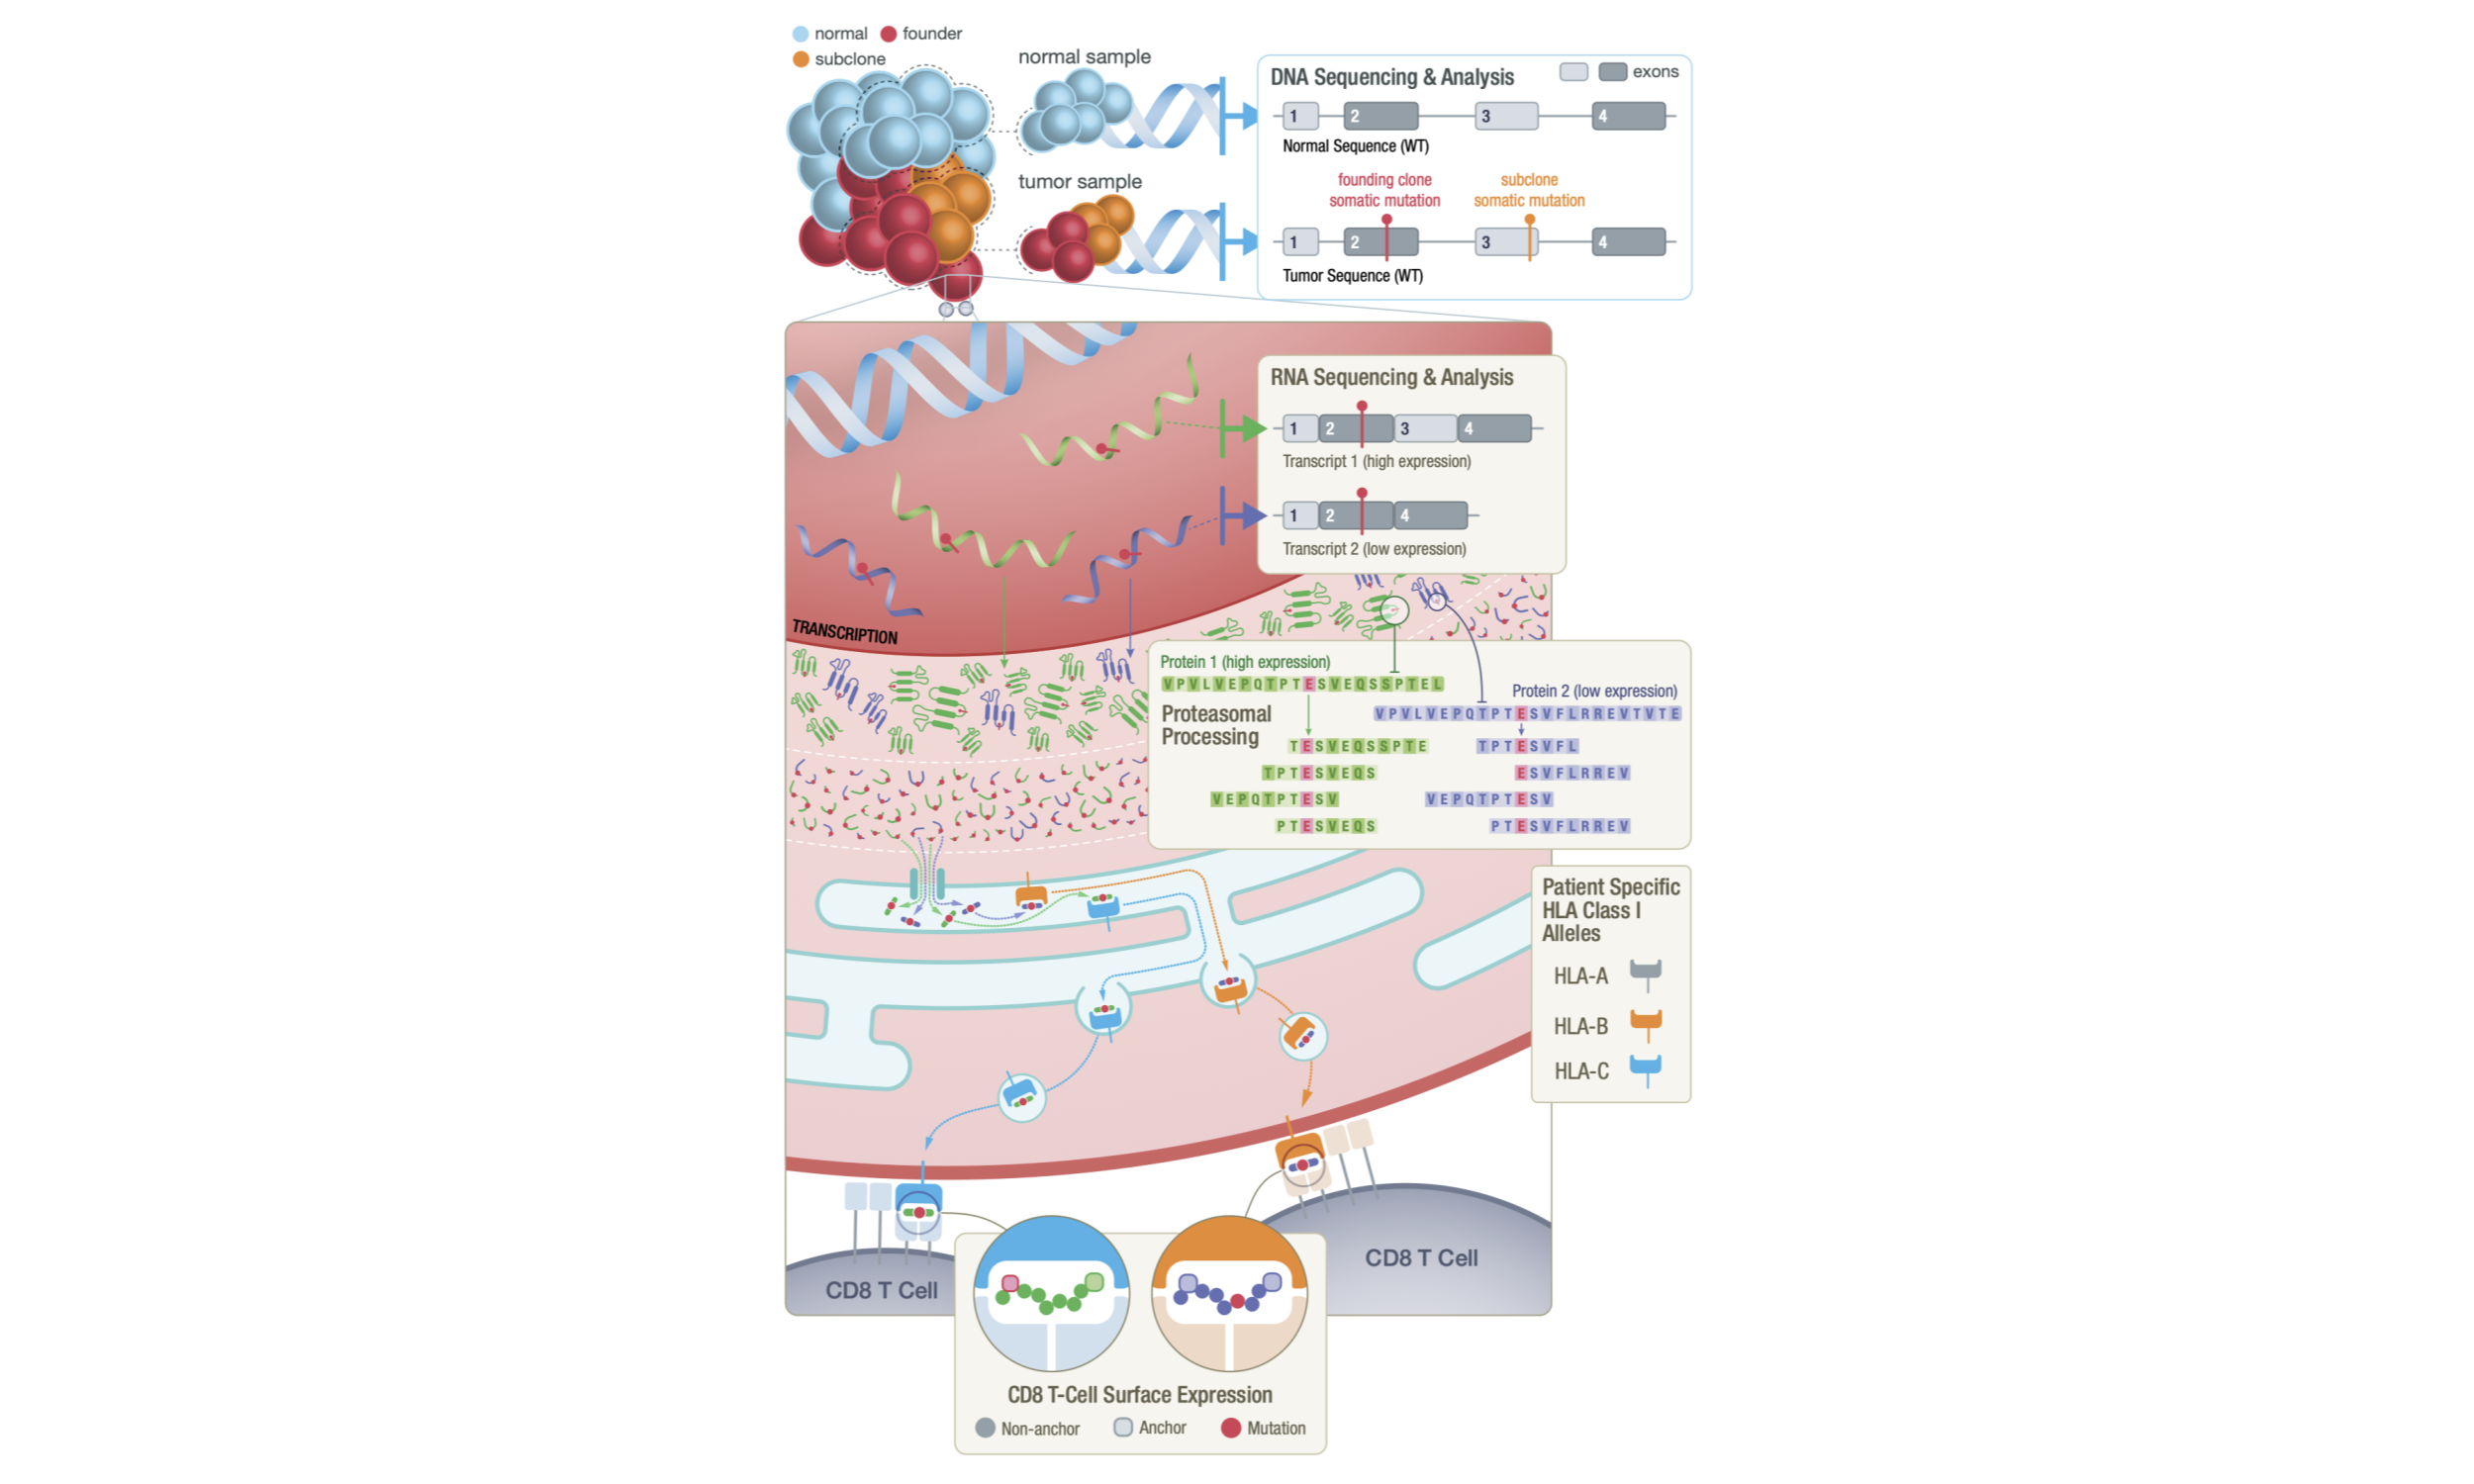 normal founder
subclone
normal sample
tumor sample
DNA Sequencing & Analysis
exons
1 2 3 4
Normal Sequence (WT)
founding clone
somatic mutation
subclone
somatic mutation
1 2 3 4
Tumor Sequence (WT)
RNA Sequencing & Analysis
1 2 3 4
Transcript 1 (high expression)
1 2 4
Transcript 2 (low expression)
TRANSCRIPTION
Protein 1 (high expression)
VPVLVEPQTPTESVEQSSPTEL
Protein 2 (low expression)
VPVLVEPQTPTESVFLRREVTVTE
Proteasomal
Processing
TESVEQSSPTE
TPTESVFL
TPTESVEQS
ESVFLRREV
VEPQTPTESV
VEPQTPTESV
PTESVEQS
PTESVFLRREV
Patient Specific
HLA Class I
Alleles
HLA-A
HLA-B
HLA-C
CD8 T Cell
CD8 T Cell
CD8 T-Cell Surface Expression
Non-anchor Anchor Mutation